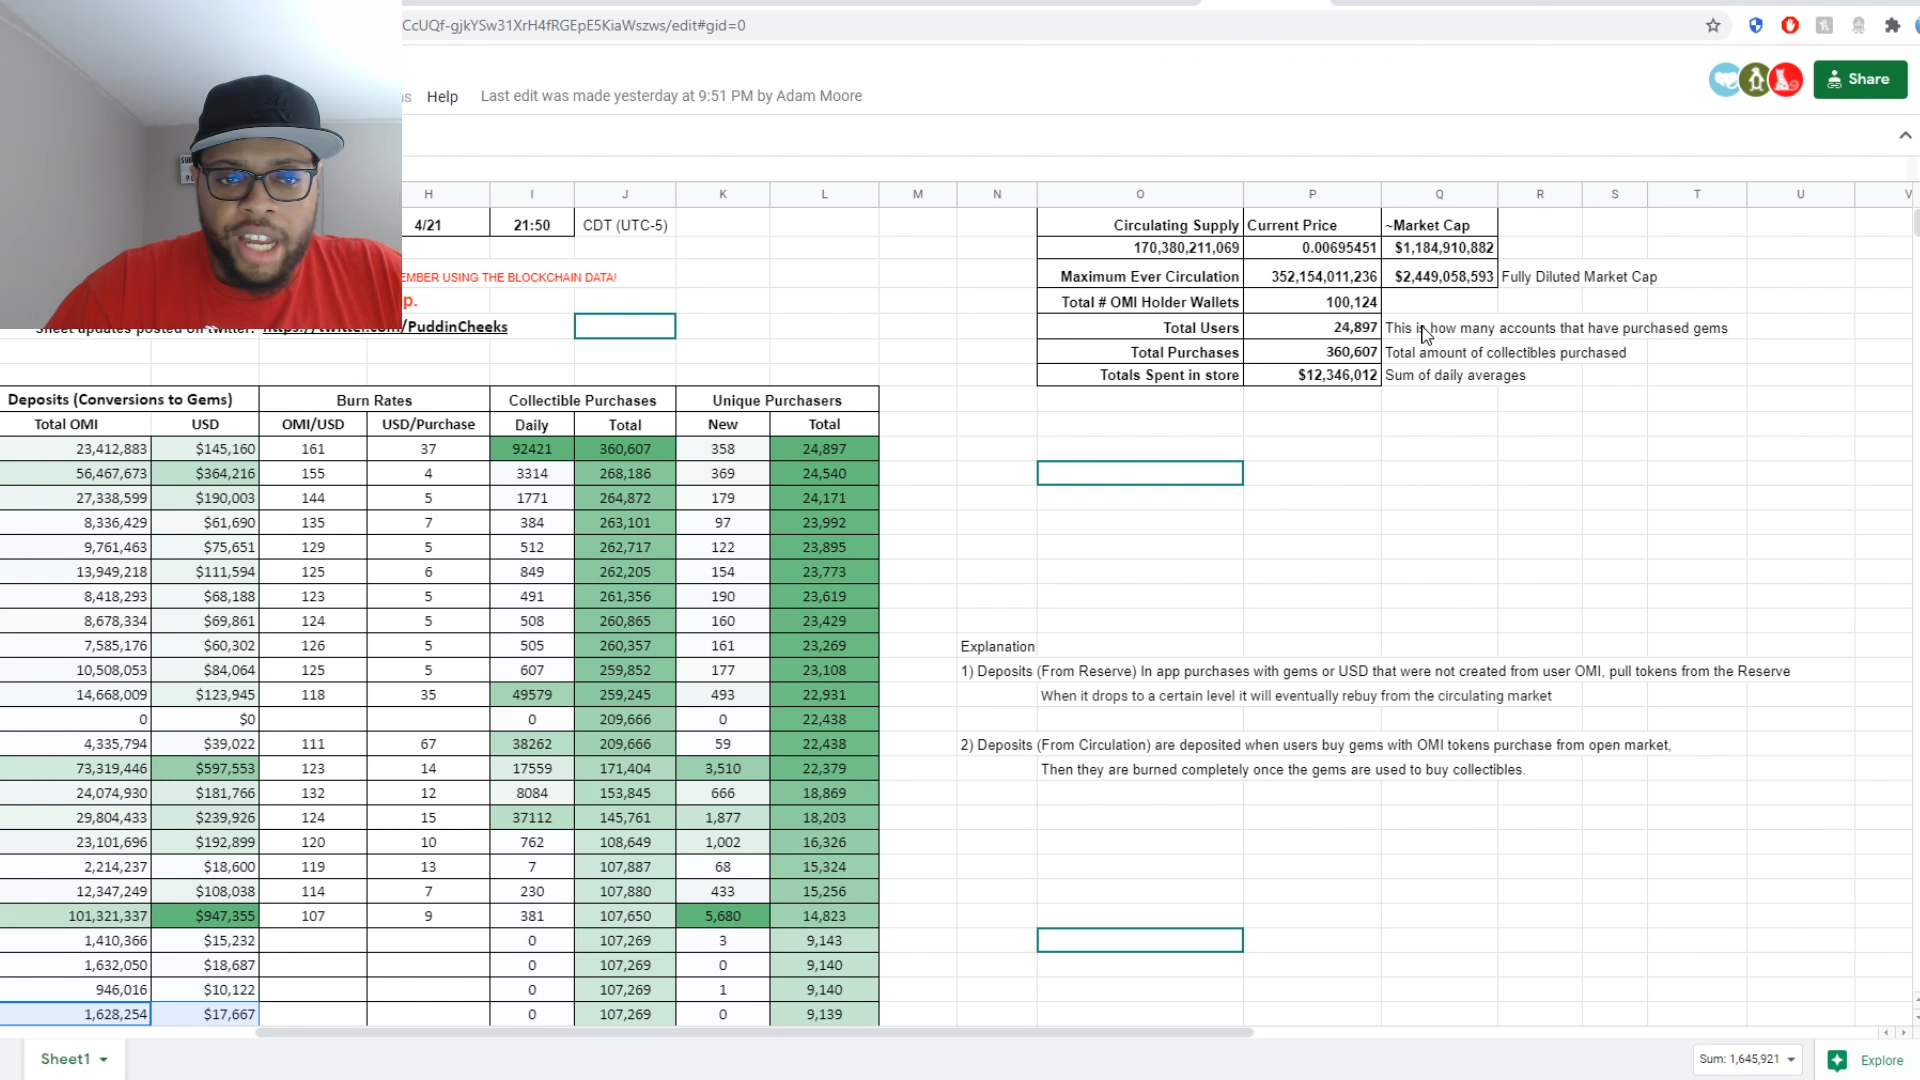 CcUQf-gjkYSw31XrH4fRGEpE5KiaWszws/edit#gid=0
Help Last edit was made yesterday at 9:51 PM by Adam Moore
Share
H I J K L M N O P Q R S T U V
4/21 21:50 CDT (UTC-5) Circulating Supply Current Price ~Market Cap
170,380,211,069 0.00695451 $1,184,910,882
EMBER USING THE BLOCKCHAIN DATA! Maximum Ever Circulation 352,154,011,236 $2,449,058,593 Fully Diluted Market Cap
p. Total # OMI Holder Wallets 100,124
Sheet updates posted on twitter: https://twitter.com/PuddinCheeks Total Users 24,897 This is how many accounts that have purchased gems
Total Purchases 360,607 Total amount of collectibles purchased
Totals Spent in store $12,346,012 Sum of daily averages
Deposits (Conversions to Gems) Burn Rates Collectible Purchases Unique Purchasers
Total OMI USD OMI/USD USD/Purchase Daily Total New Total
23,412,883 $145,160 161 37 92421 360,607 358 24,897
56,467,673 $364,216 155 4 3314 268,186 369 24,540
27,338,599 $190,003 144 5 1771 264,872 179 24,171
8,336,429 $61,690 135 7 384 263,101 97 23,992
9,761,463 $75,651 129 5 512 262,717 122 23,895
13,949,218 $111,594 125 6 849 262,205 154 23,773
8,418,293 $68,188 123 5 491 261,356 190 23,619
8,678,334 $69,861 124 5 508 260,865 160 23,429
7,585,176 $60,302 126 5 505 260,357 161 23,269 Explanation
10,508,053 $84,064 125 5 607 259,852 177 23,108 1) Deposits (From Reserve) In app purchases with gems or USD that were not created from user OMI, pull tokens from the Reserve
14,668,009 $123,945 118 35 49579 259,245 493 22,931 When it drops to a certain level it will eventually rebuy from the circulating market
0 $0 0 209,666 0 22,438
4,335,794 $39,022 111 67 38262 209,666 59 22,438 2) Deposits (From Circulation) are deposited when users buy gems with OMI tokens purchase from open market,
73,319,446 $597,553 123 14 17559 171,404 3,510 22,379 Then they are burned completely once the gems are used to buy collectibles.
24,074,930 $181,766 132 12 8084 153,845 666 18,869
29,804,433 $239,926 124 15 37112 145,761 1,877 18,203
23,101,696 $192,899 120 10 762 108,649 1,002 16,326
2,214,237 $18,600 119 13 7 107,887 68 15,324
12,347,249 $108,038 114 7 230 107,880 433 15,256
101,321,337 $947,355 107 9 381 107,650 5,680 14,823
1,410,366 $15,232 0 107,269 3 9,143
1,632,050 $18,687 0 107,269 0 9,140
946,016 $10,122 0 107,269 1 9,140
1,628,254 $17,667 0 107,269 0 9,139
Sheet1 Sum: 1,645,921 Explore